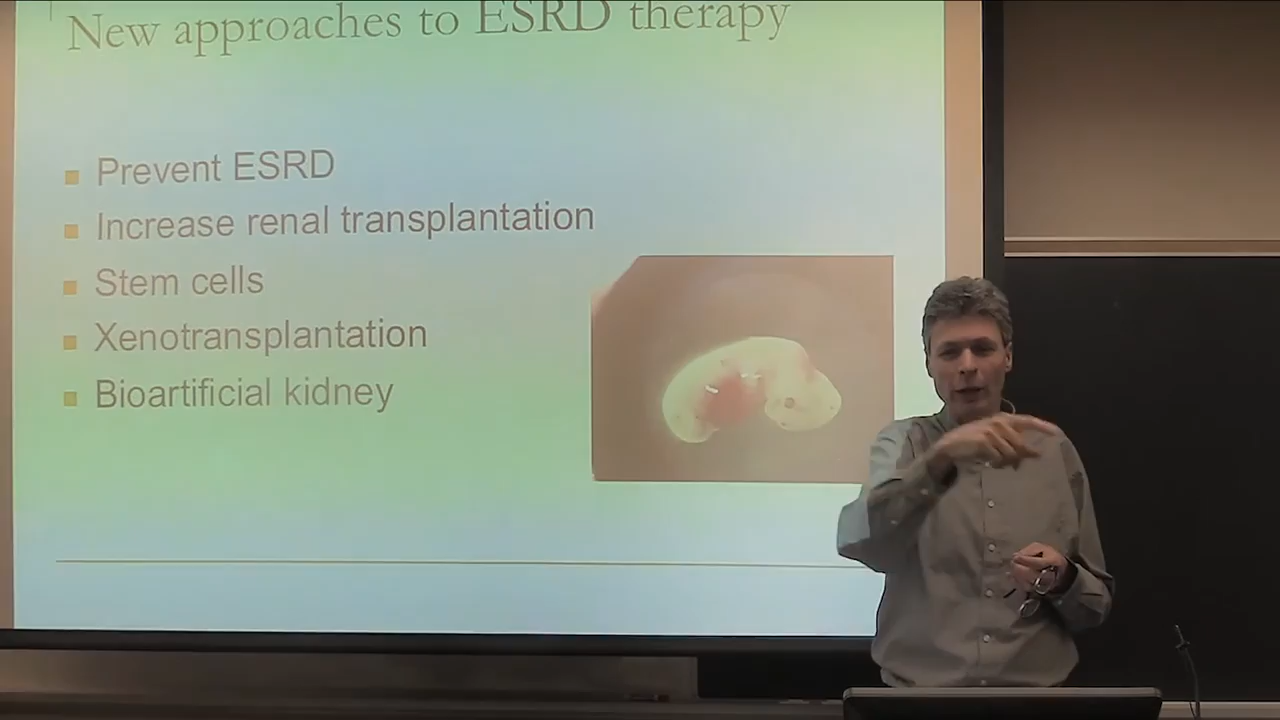 New approaches to ESRD therapy
Prevent ESRD
Increase renal transplantation
Stem cells
Xenotransplantation
Bioartificial kidney